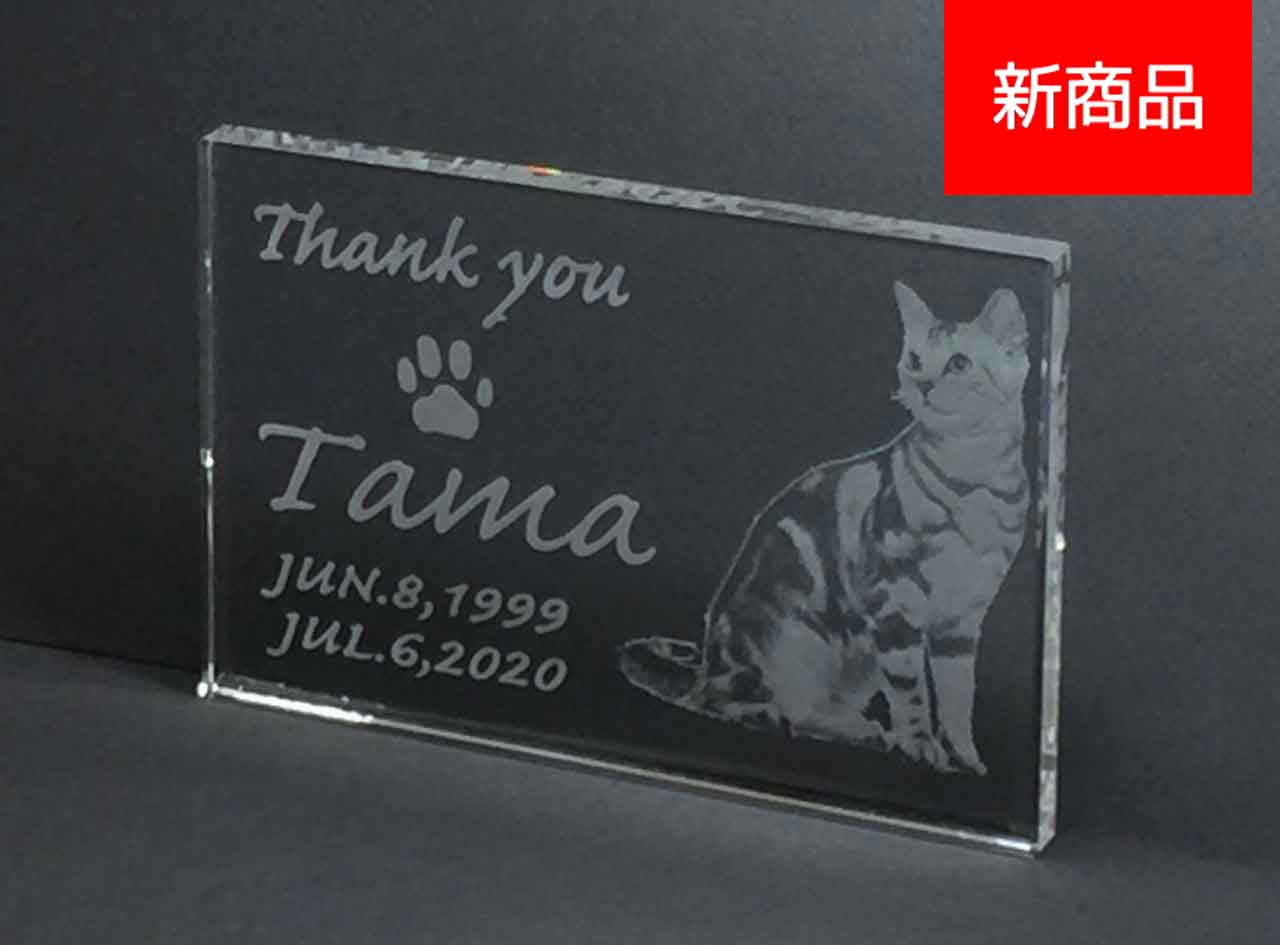 新商品
Thank you
Tama
JUN.8,1999
JUL.6,2020